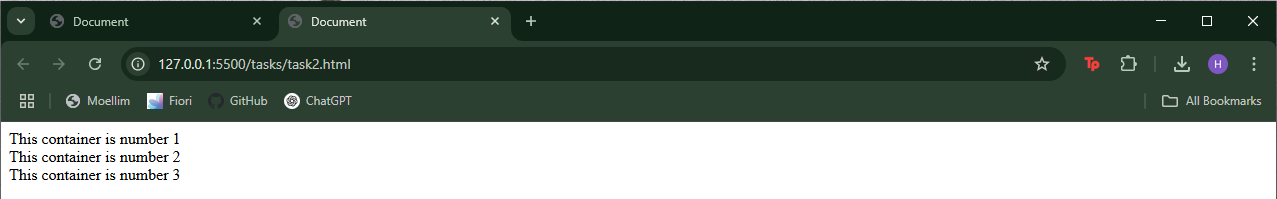 Document
Document
127.0.0.1:5500/tasks/task2.html
Tp
H
Moellim
Fiori
GitHub
ChatGPT
All Bookmarks
This container is number 1
This container is number 2
This container is number 3